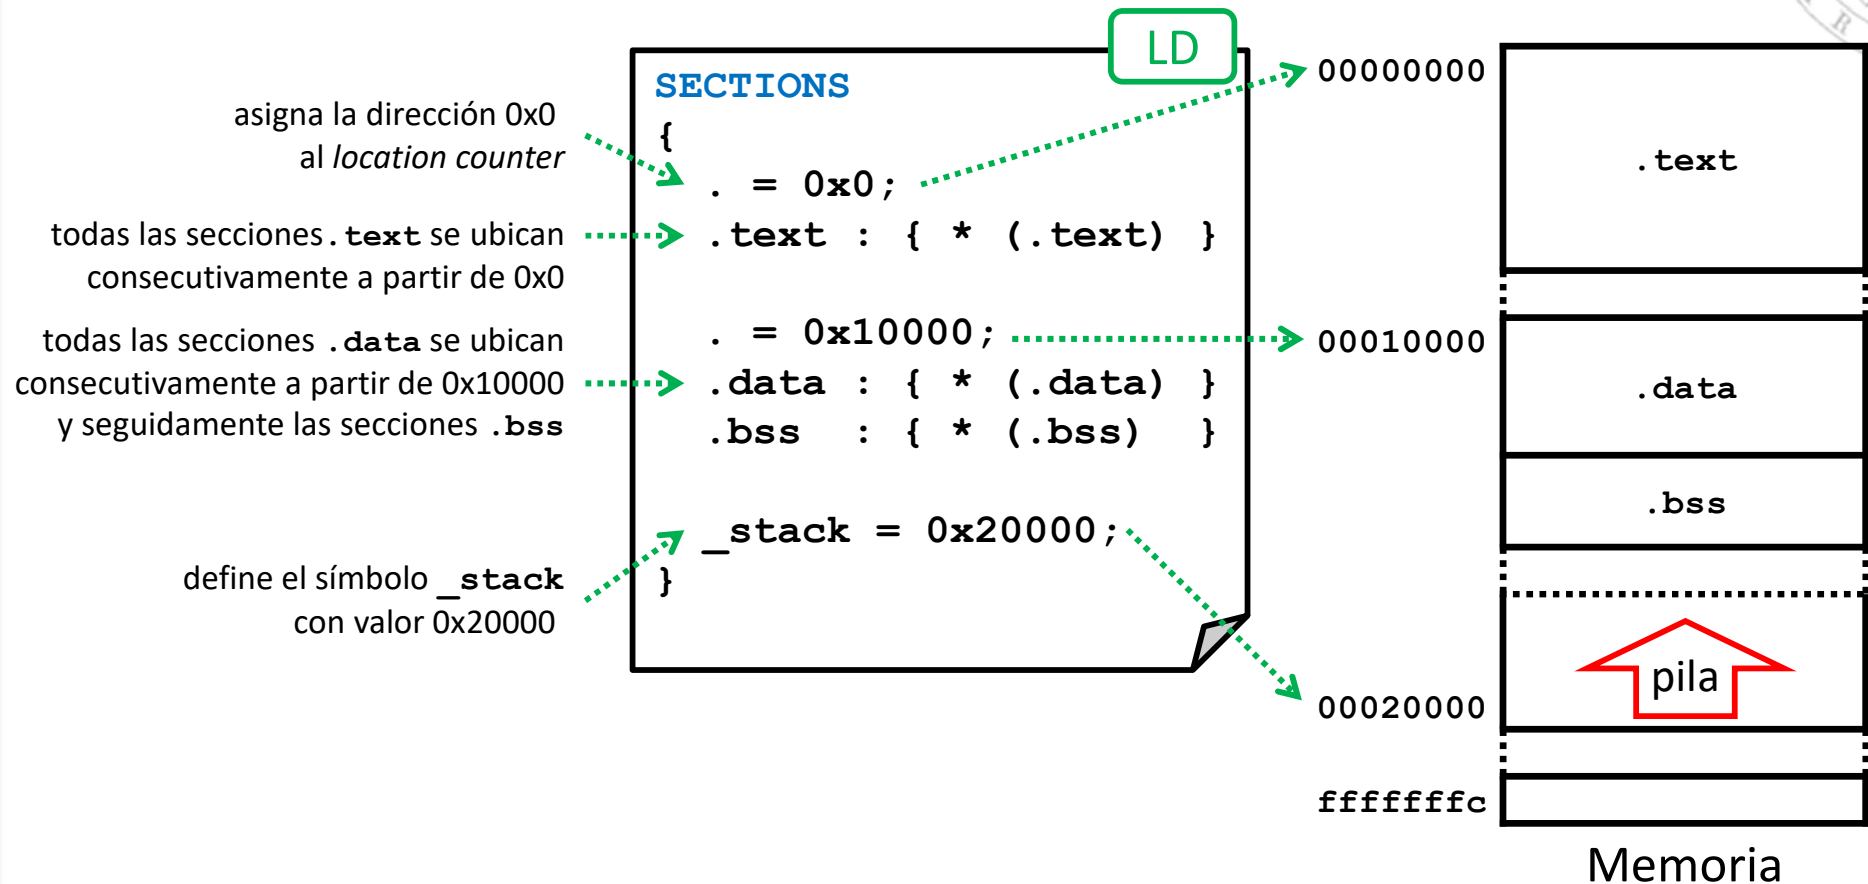 LD
SECTIONS
{
. = 0x0;
.text : { * (.text) }
. = 0x10000;
.data : { * (.data) }
.bss : { * (.bss) }
_stack = 0x20000;
}
asigna la dirección 0x0
al location counter
todas las secciones .text se ubican
consecutivamente a partir de 0x0
todas las secciones .data se ubican
consecutivamente a partir de 0x10000
y seguidamente las secciones .bss
define el símbolo _stack
con valor 0x20000
00000000
.text
00010000
.data
.bss
pila
00020000
fffffffc
Memoria
R